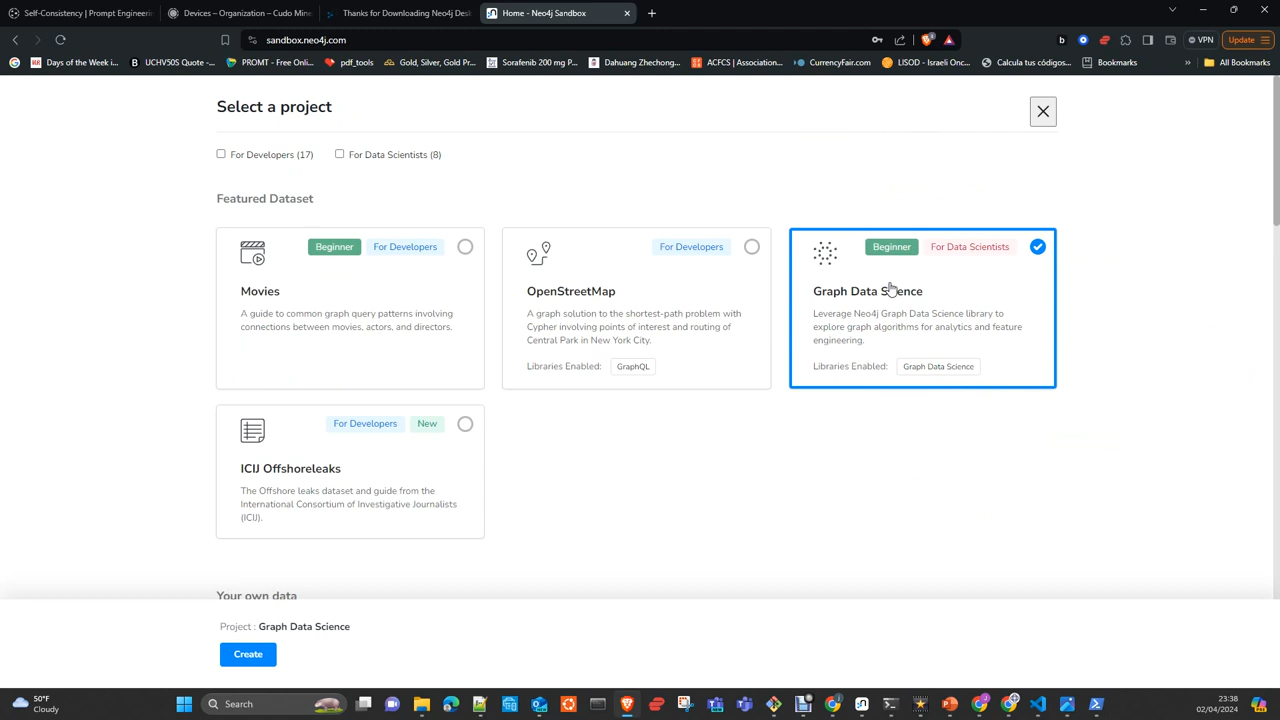 Self-Consistency | Prompt Engineerin
Devices – Organization – Cudo Mine
Thanks for Downloading Neo4j Desk
Home - Neo4j Sandbox
sandbox.neo4j.com
VPN
Update
Days of the Week i...
UCHV50S Quote -...
PROMT - Free Onli...
pdf_tools
Gold, Silver, Gold Pr...
Sorafenib 200 mg P...
Dahuang Zhechong...
ACFCS | Association...
CurrencyFair.com
LISOD - Israeli Onc...
Calcula tus códigos...
Bookmarks
»
All Bookmarks
Select a project
For Developers (17)
For Data Scientists (8)
Featured Dataset
Beginner
For Developers
Movies
A guide to common graph query patterns involving
connections between movies, actors, and directors.
For Developers
OpenStreetMap
A graph solution to the shortest-path problem with
Cypher involving points of interest and routing of
Central Park in New York City.
Libraries Enabled: GraphQL
Beginner
For Data Scientists
Graph Data Science
Leverage Neo4j Graph Data Science library to
explore graph algorithms for analytics and feature
engineering.
Libraries Enabled: Graph Data Science
For Developers
New
ICIJ Offshoreleaks
The Offshore leaks dataset and guide from the
International Consortium of Investigative Journalists
(ICIJ).
Your own data
Project : Graph Data Science
Create
50°F
Cloudy
Search
23:38
02/04/2024